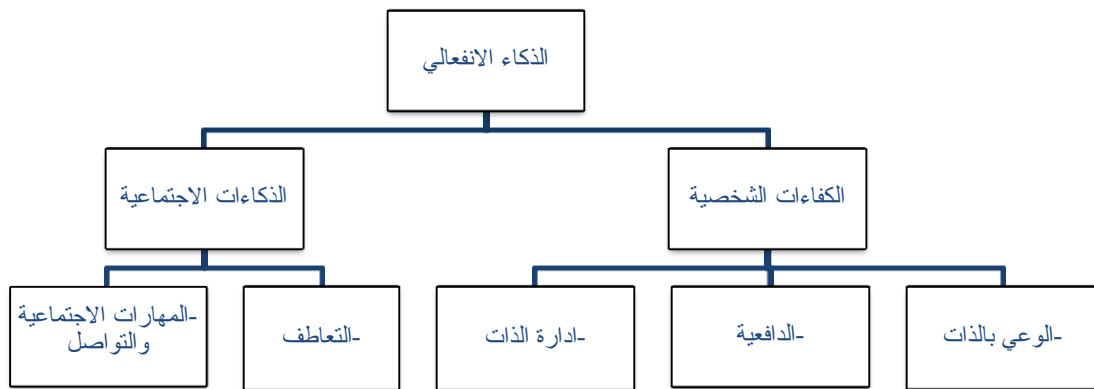 الذكاء الانفعالي
الكفاءات الشخصية
الذكاءات الاجتماعية
-الوعي بالذات
-الدافعية
-ادارة الذات
-التعاطف
-المهارات الاجتماعية
والتواصل